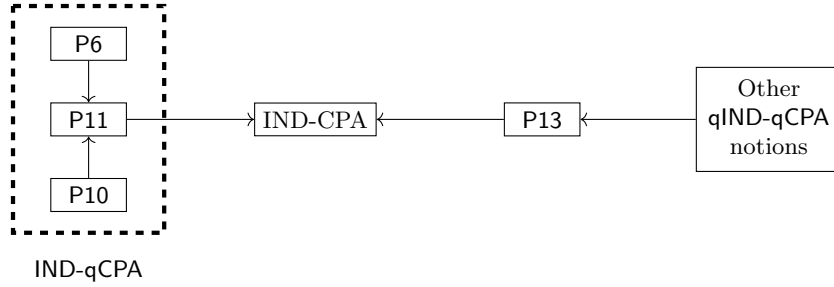 P6
P11
P10
IND-qCPA
IND-CPA
P13
Other
qIND-qCPA
notions